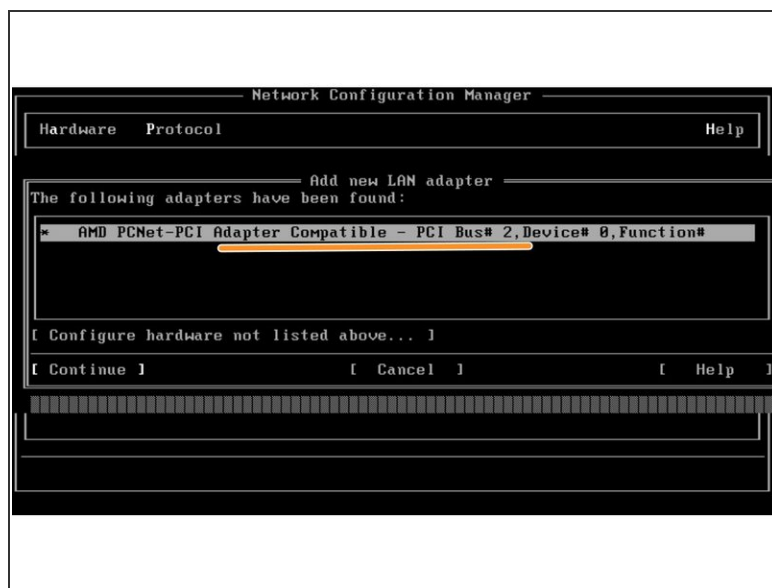 Network Configuration Manager
Hardware Protocol Help
Add new LAN adapter
The following adapters have been found:
* AMD PCNet-PCI Adapter Compatible - PCI Bus# 2,Device# 0,Function#
[ Configure hardware not listed above... ]
[ Continue ] [ Cancel ] [ Help ]